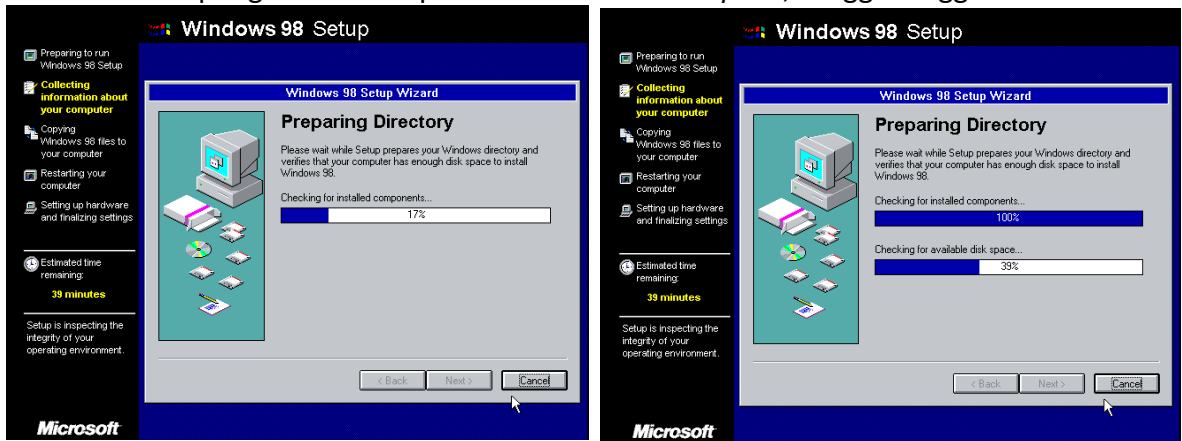 Windows 98 Setup
Preparing to run
Windows 98 Setup
Collecting
information about
your computer
Copying
Windows 98 files to
your computer
Restarting your
computer
Setting up hardware
and finalizing settings
Estimated time
remaining:
39 minutes
Setup is inspecting the
integrity of your
operating environment.
Microsoft
Windows 98 Setup Wizard
Preparing Directory
Please wait while Setup prepares your Windows directory and
verifies that your computer has enough disk space to install
Windows 98.
Checking for installed components...
17%
< Back
Next >
Cancel
Windows 98 Setup
Preparing to run
Windows 98 Setup
Collecting
information about
your computer
Copying
Windows 98 files to
your computer
Restarting your
computer
Setting up hardware
and finalizing settings
Estimated time
remaining:
39 minutes
Setup is inspecting the
integrity of your
operating environment.
Microsoft
Windows 98 Setup Wizard
Preparing Directory
Please wait while Setup prepares your Windows directory and
verifies that your computer has enough disk space to install
Windows 98.
Checking for installed components...
100%
Checking for available disk space...
39%
< Back
Next >
Cancel